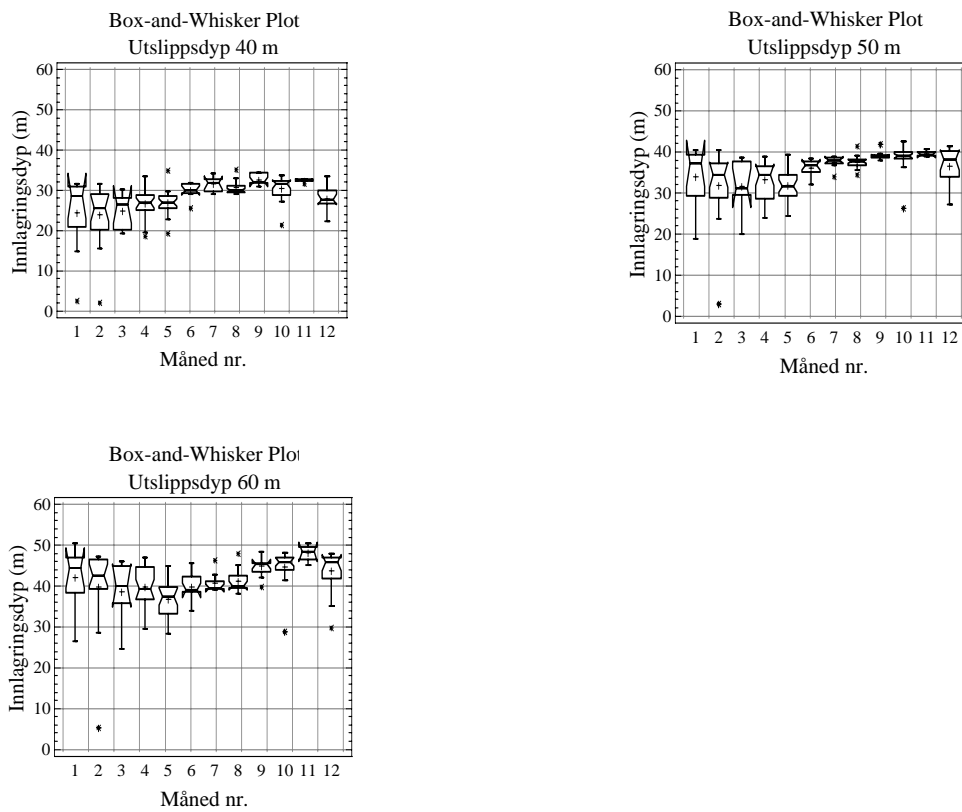 Box-and-Whisker Plot
Utslippsdyp 40 m
Innlagringsdyp (m)
60
50
40
30
20
10
0
1 2 3 4 5 6 7 8 9 10 11 12
Måned nr.
Box-and-Whisker Plot
Utslippsdyp 50 m
Innlagringsdyp (m)
60
50
40
30
20
10
0
1 2 3 4 5 6 7 8 9 10 11 12
Måned nr.
Box-and-Whisker Plot
Utslippsdyp 60 m
Innlagringsdyp (m)
60
50
40
30
20
10
0
1 2 3 4 5 6 7 8 9 10 11 12
Måned nr.